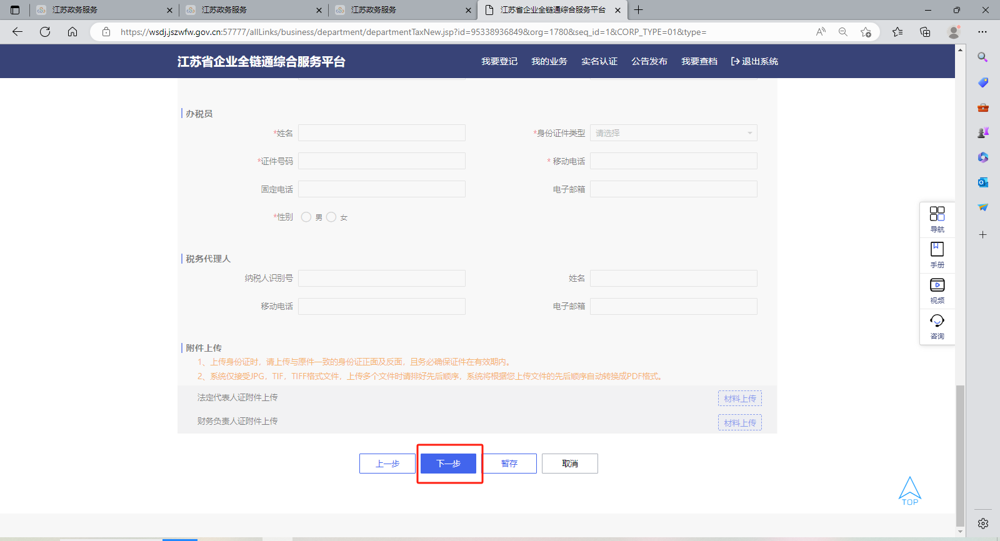 江苏政务服务
江苏政务服务
江苏政务服务
江苏省企业全链通综合服务平台
https://wsdj.jszwfw.gov.cn:57777/allLinks/business/department/departmentTaxNew.jsp?id=95338936849&org=1780&seq_id=1&CORP_TYPE=01&type=
江苏省企业全链通综合服务平台
我要登记 我的业务 实名认证 公告发布 我要查档 退出系统
办税员
*姓名
*身份证件类型 请选择
*证件号码
* 移动电话
固定电话
电子邮箱
*性别 男 女
税务代理人
纳税人识别号
姓名
移动电话
电子邮箱
附件上传
1、上传身份证时，请上传与原件一致的身份证正面及反面，且务必确保证件在有效期内。
2、系统仅接受JPG，TIF，TIFF格式文件，上传多个文件时请排好先后顺序，系统将根据您上传文件的先后顺序自动转换成PDF格式。
法定代表人证附件上传 材料上传
财务负责人证附件上传 材料上传
上一步 下一步 暂存 取消
导航
手册
视频
咨询
TOP